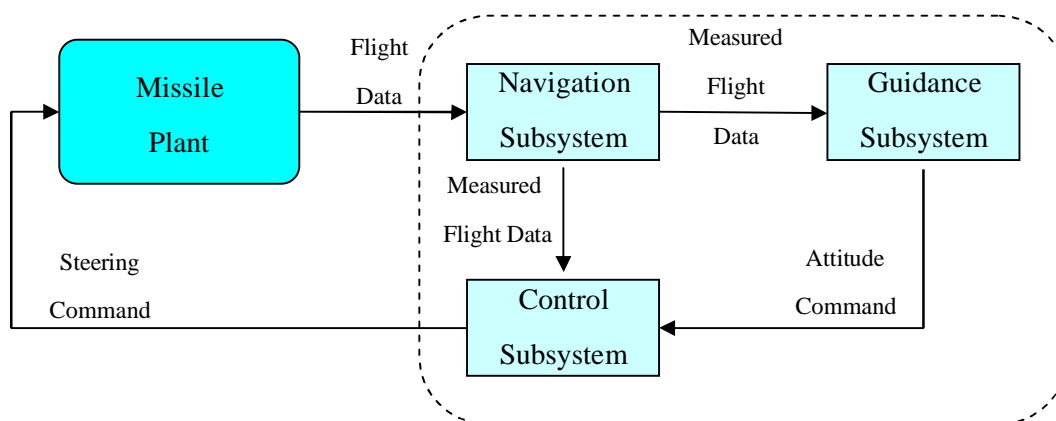 Missile
Plant
Flight
Data
Navigation
Subsystem
Measured
Flight
Data
Guidance
Subsystem
Measured
Flight Data
Attitude
Command
Control
Subsystem
Steering
Command